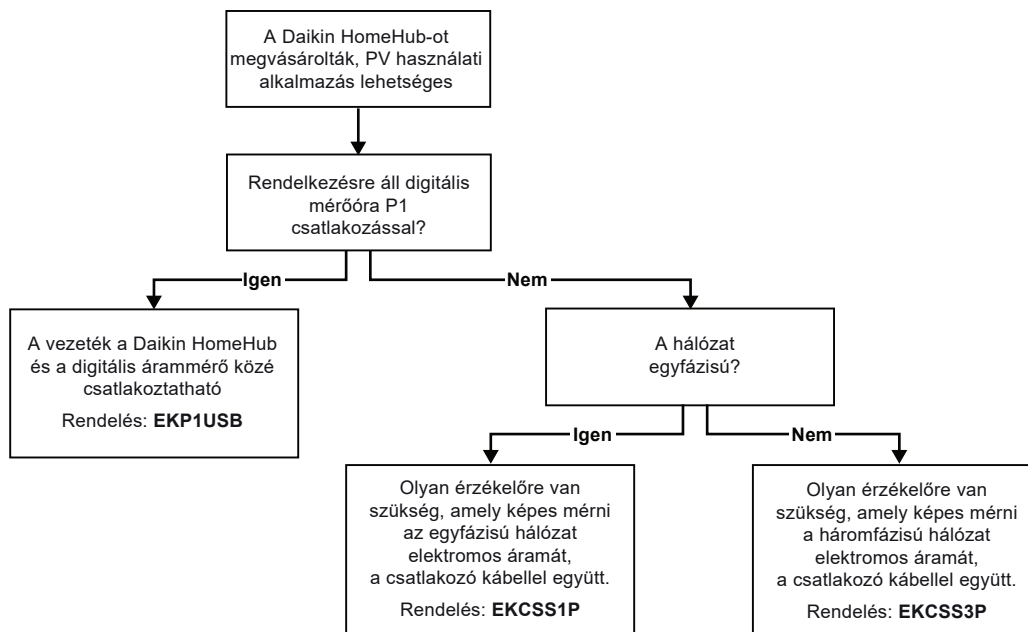 A Daikin HomeHub-ot
megvásárolták, PV használati
alkalmazás lehetséges
Rendelkezésre áll digitális
mérőóra P1
csatlakozással?
Igen
Nem
A vezeték a Daikin HomeHub
és a digitális árammérő közé
csatlakoztatható
Rendelés: EKP1USB
A hálózat
egyfázisú?
Igen
Nem
Olyan érzékelőre van
szükség, amely képes mérni
az egyfázisú hálózat
elektromos áramát,
a csatlakozó kábellel együtt.
Rendelés: EKCSS1P
Olyan érzékelőre van
szükség, amely képes mérni
a háromfázisú hálózat
elektromos áramát,
a csatlakozó kábellel együtt.
Rendelés: EKCSS3P